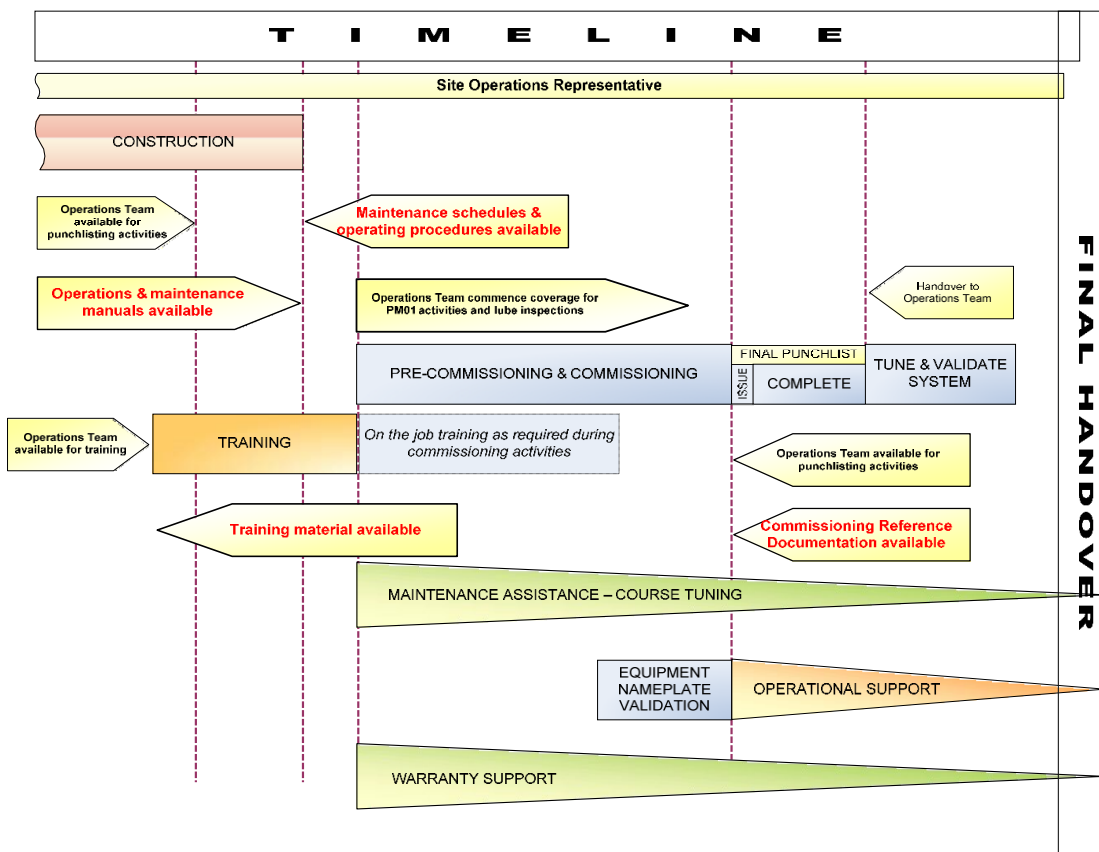 T I M E L I N E
Site Operations Representative
CONSTRUCTION
Operations Team
available for
punchlisting activities
Maintenance schedules &
operating procedures available
Operations & maintenance
manuals available
Operations Team commence coverage for
PM01 activities and lube inspections
Handover to
Operations Team
PRE-COMMISSIONING & COMMISSIONING
FINAL PUNCHLIST
ISSUE
COMPLETE
TUNE & VALIDATE
SYSTEM
Operations Team
available for training
TRAINING
On the job training as required during
commissioning activities
Operations Team available for
punchlisting activities
Training material available
Commissioning Reference
Documentation available
MAINTENANCE ASSISTANCE – COURSE TUNING
EQUIPMENT
NAMEPLATE
VALIDATION
OPERATIONAL SUPPORT
WARRANTY SUPPORT
FINAL HANDOVER